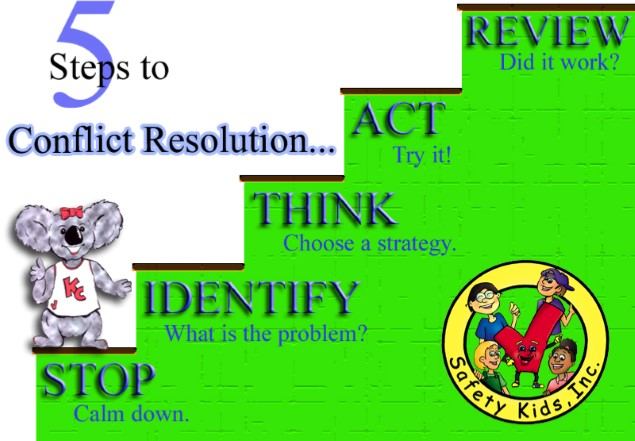 5
Steps to
Conflict Resolution...
REVIEW
Did it work?
ACT
Try it!
THINK
Choose a strategy.
IDENTIFY
What is the problem?
STOP
Calm down.
KC
Safety Kids, Inc.